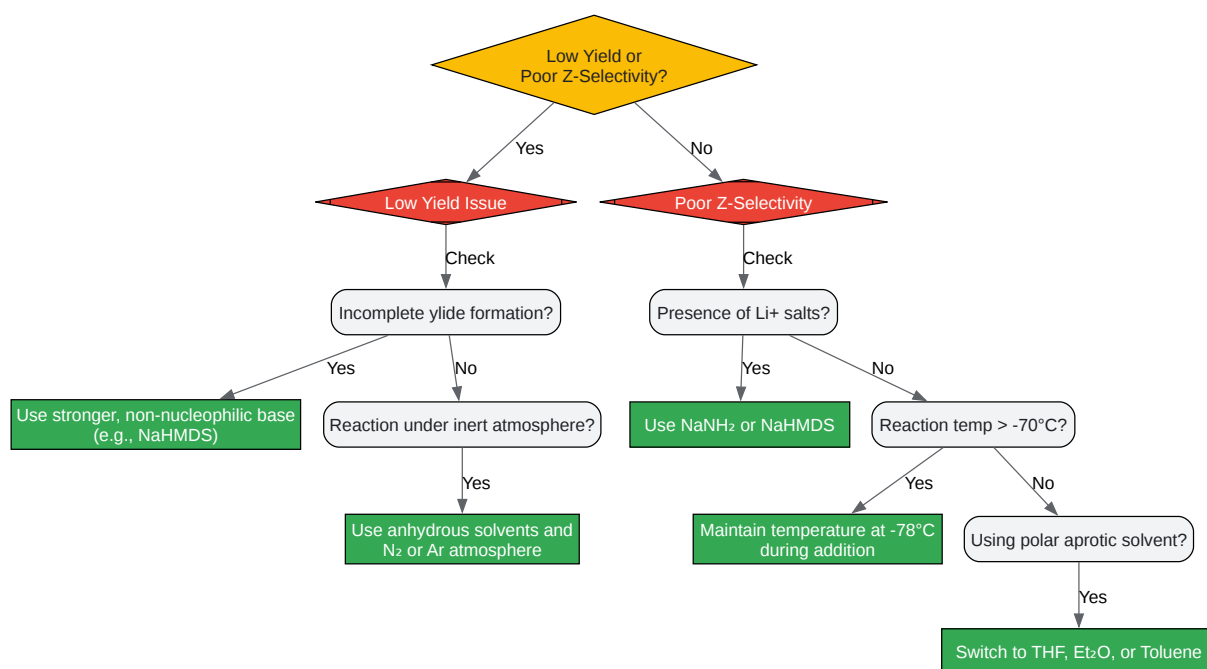 Low Yield or
Poor Z-Selectivity?
Yes
No
Low Yield Issue
Poor Z-Selectivity
Check
Check
Incomplete ylide formation?
Presence of Li+ salts?
Yes
No
Yes
No
Use stronger, non-nucleophilic base
(e.g., NaHMDS)
Reaction under inert atmosphere?
Use NaNH₂ or NaHMDS
Reaction temp > -70°C?
Yes
Yes
No
Use anhydrous solvents and
N₂ or Ar atmosphere
Maintain temperature at -78°C
during addition
Using polar aprotic solvent?
Yes
Switch to THF, Et₂O, or Toluene